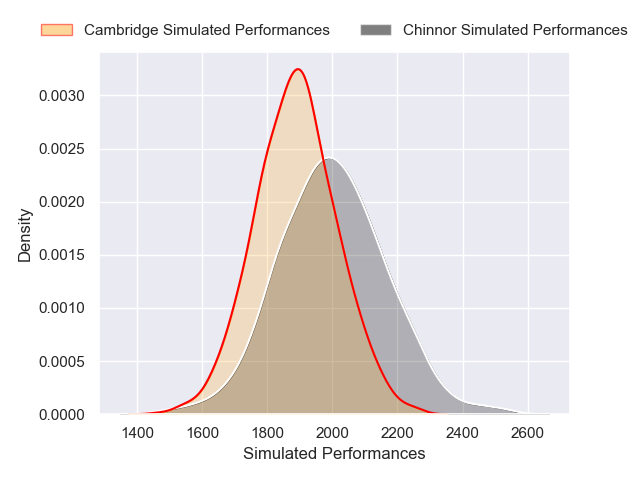 Cambridge Simulated Performances Chinnor Simulated Performances
0.0030
0.0025
0.0020
0.0015
0.0010
0.0005
0.0000
Density
1400 1600 1800 2000 2200 2400 2600
Simulated Performances